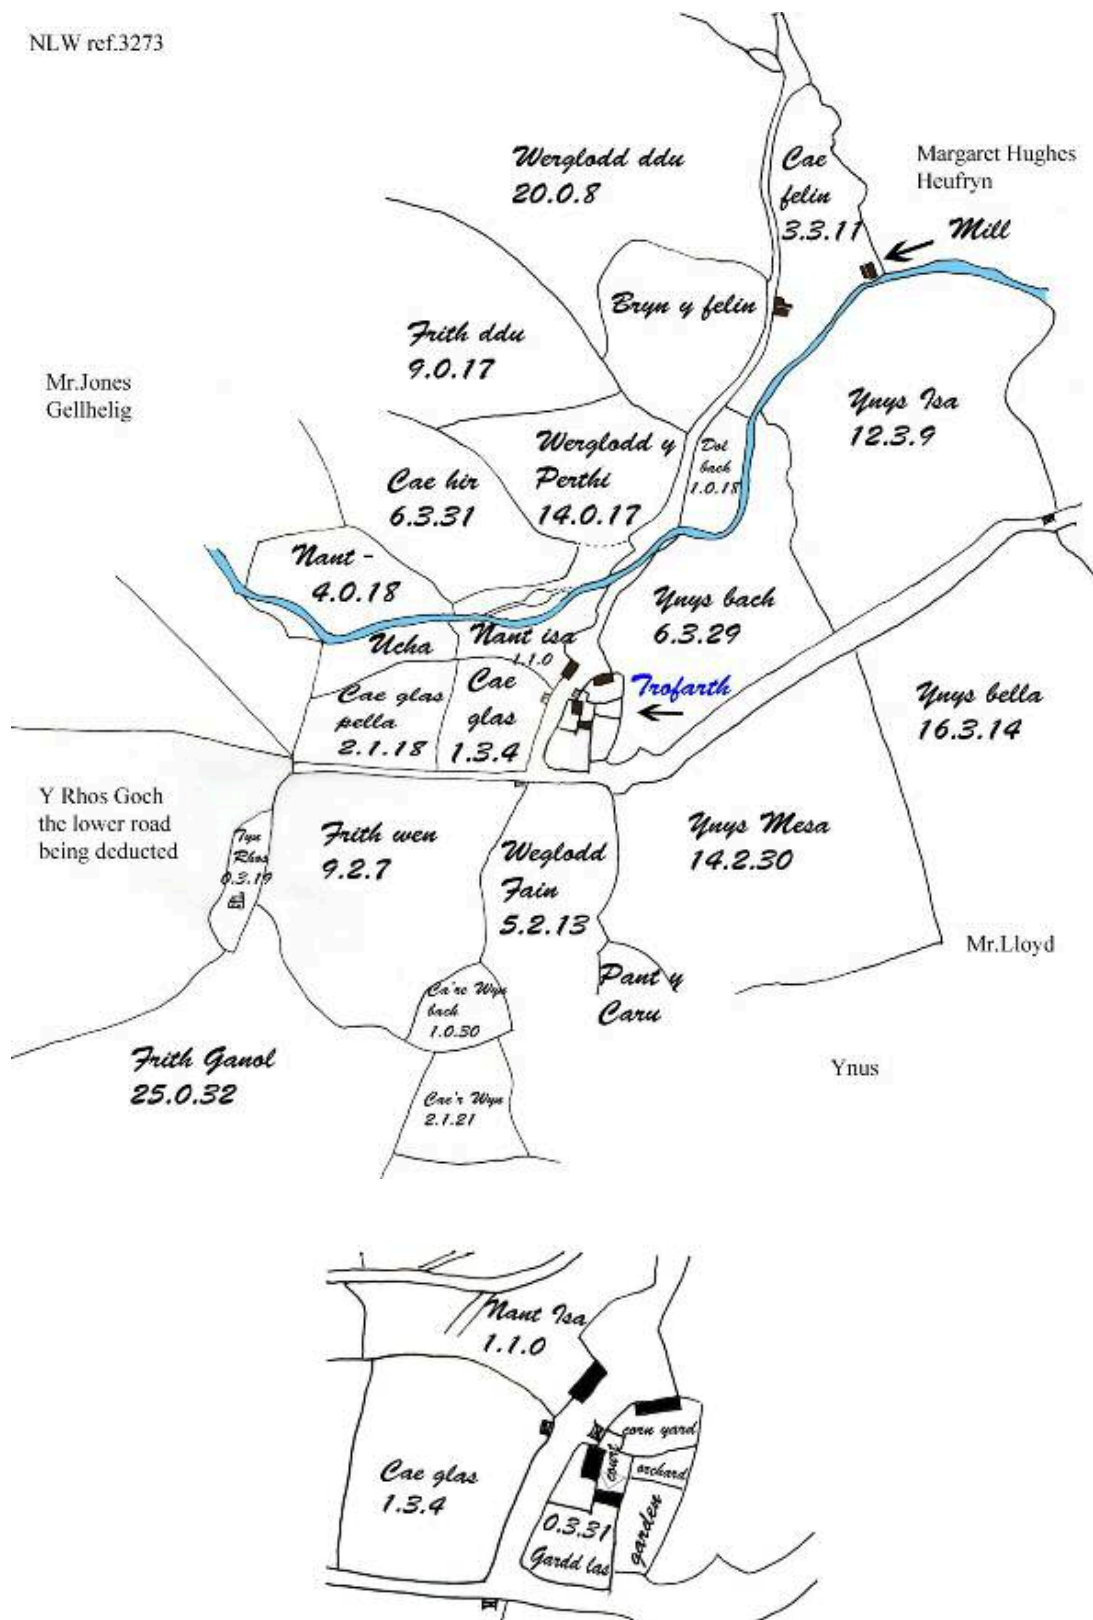 NLW ref.3273
Werglodd ddu
20.0.8
Cae
felin
3.3.11
Margaret Hughes
Heufryn
Mill
Bryn y felin
Frith ddu
9.0.17
Mr.Jones
Gellhelig
Ynys Isa
12.3.9
Werglodd y
Perthi
14.0.17
Dol
bach
1.0.18
Cae hir
6.3.31
Nant -
4.0.18
Ucha
Nant isa
1.1.0
Ynys bach
6.3.29
Trofarth
Cae glas
pella
2.1.18
Cae
glas
1.3.4
Ynys bella
16.3.14
Y Rhos Goch
the lower road
being deducted
Tyn
Rhos
0.3.19
Frith wen
9.2.7
Weglodd
Fain
5.2.13
Ynys Mesa
14.2.30
Mr.Lloyd
Pant y
Caru
Ca're Wyn
bach
1.0.30
Frith Ganol
25.0.32
Ynus
Cae'r Wyn
2.1.21
Nant Isa
1.1.0
corn yard
court
orchard
Cae glas
1.3.4
garden
0.3.31
Gardd las